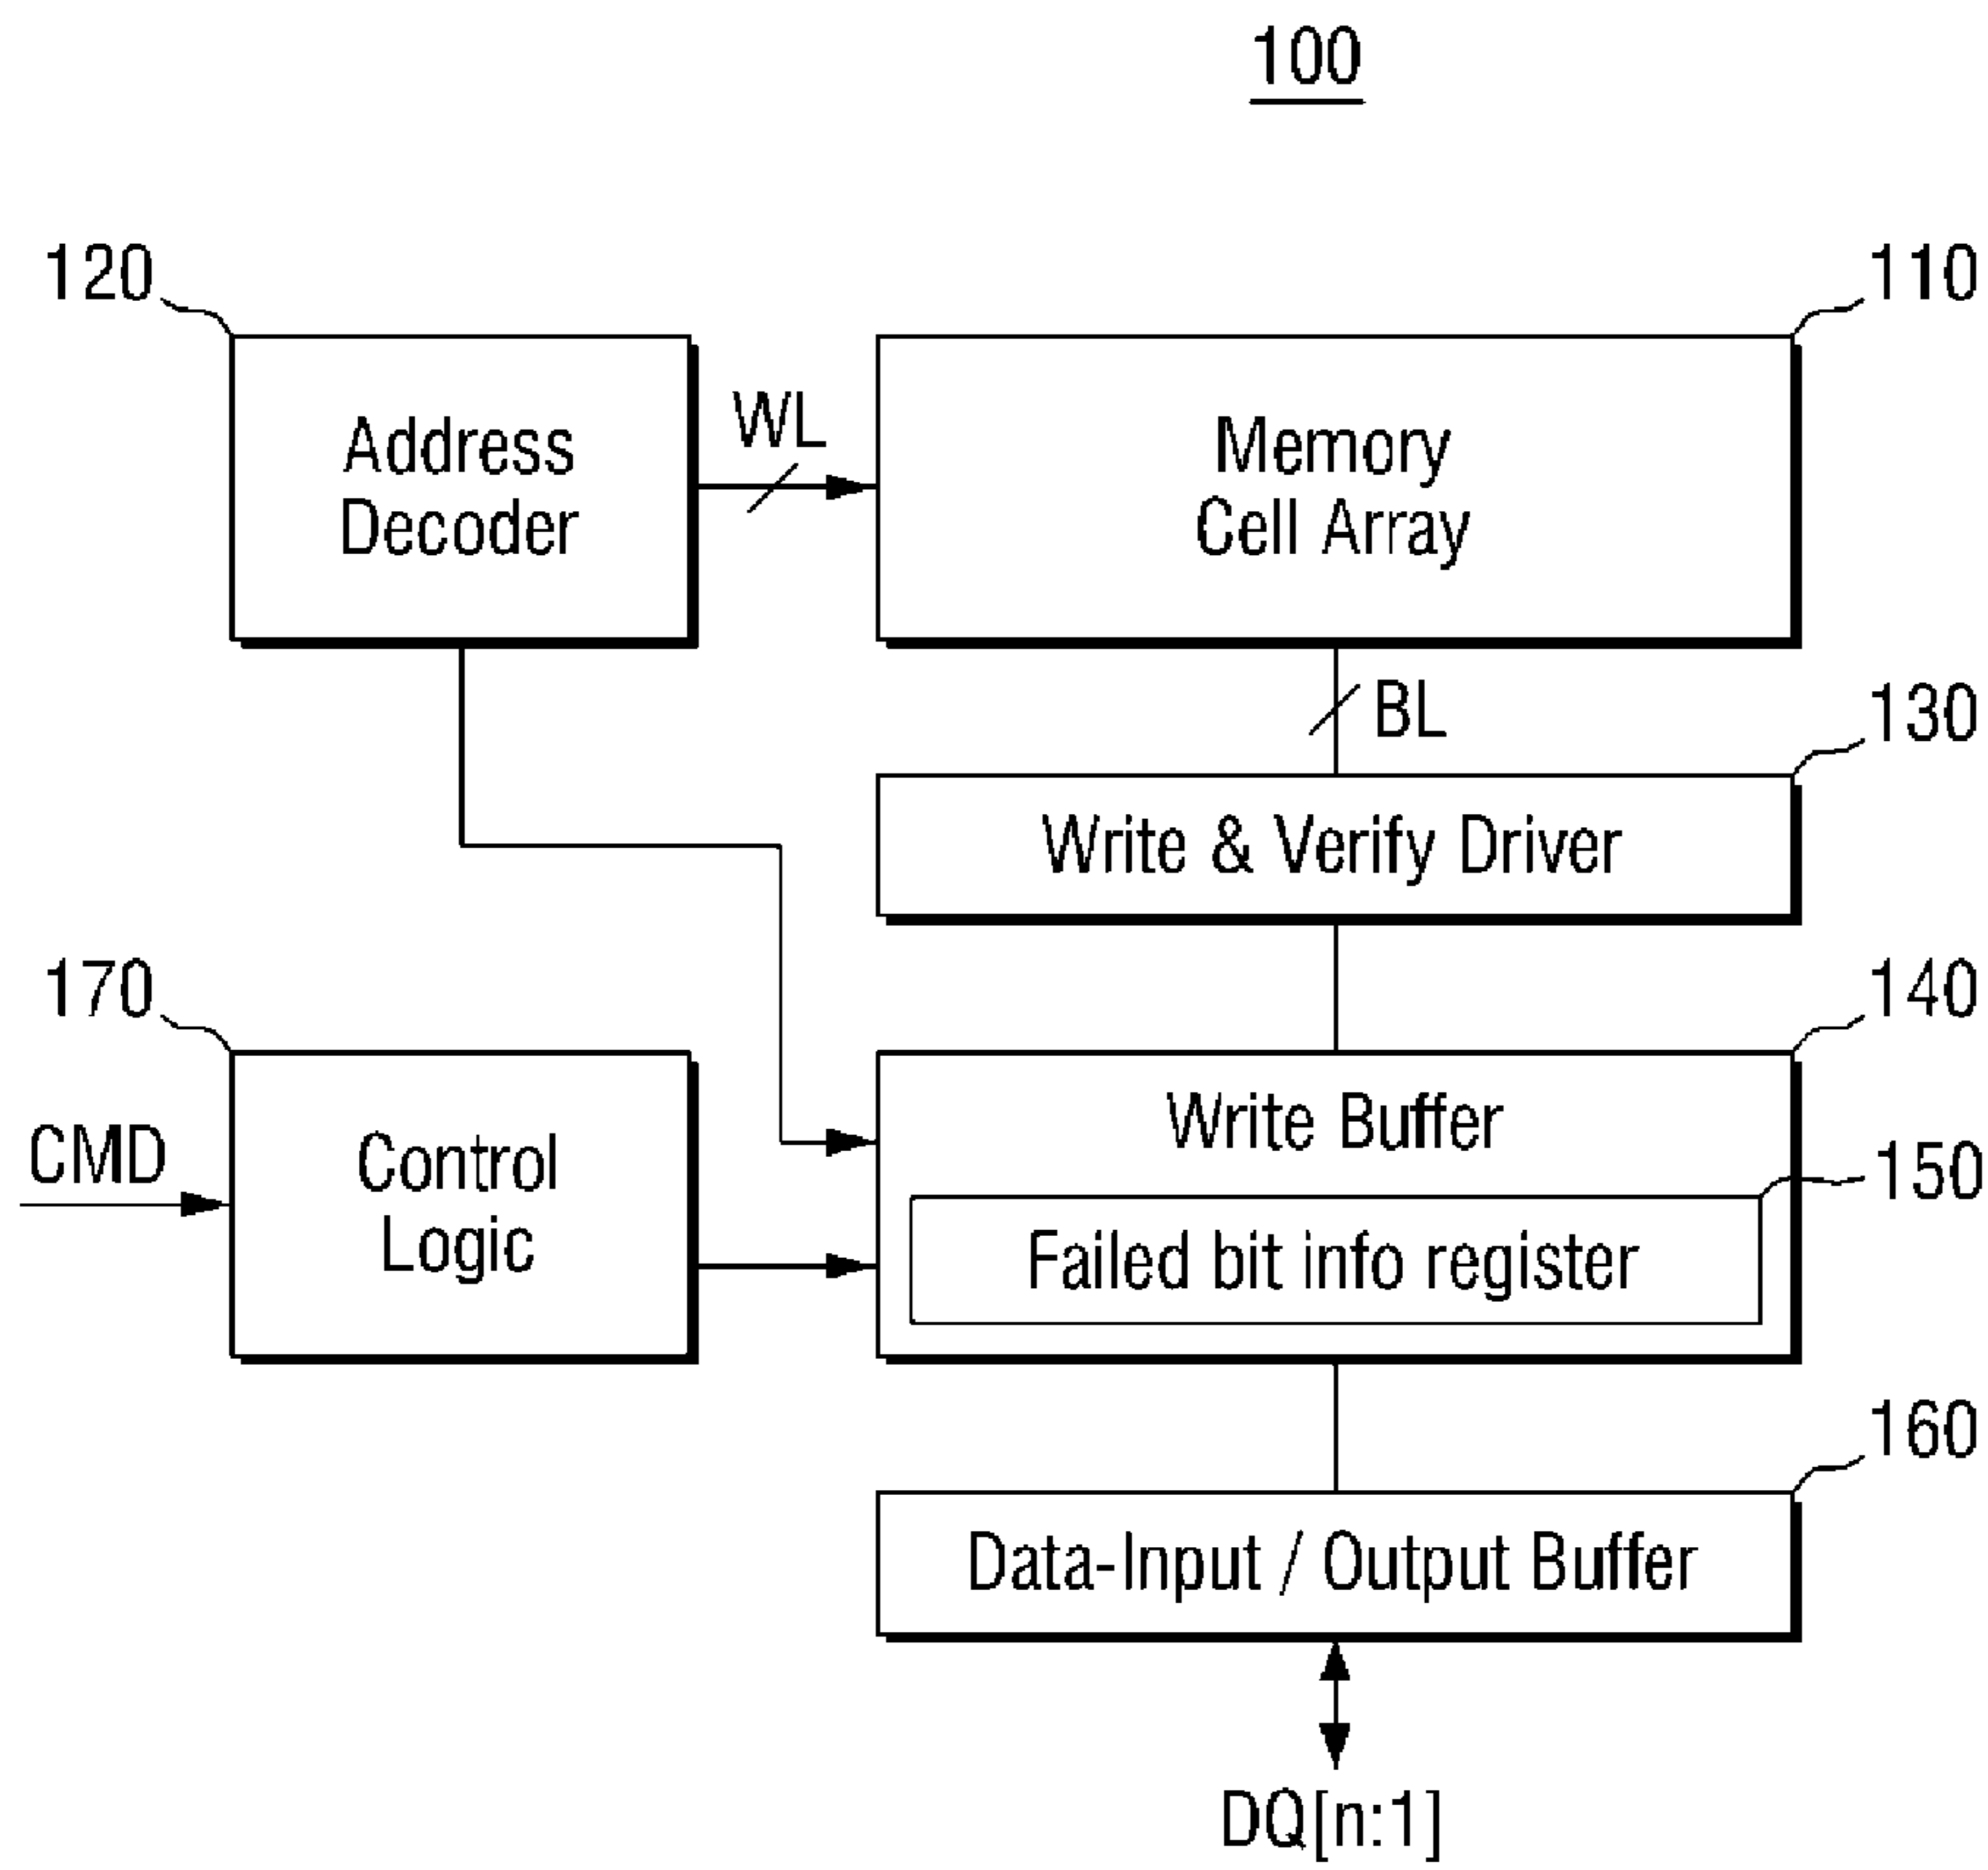 100
120
110
Address
Decoder
WL
Memory
Cell Array
BL
130
Write & Verify Driver
170
140
CMD
Control
Logic
Write Buffer
150
Failed bit info register
160
Data-Input / Output Buffer
DQ[n:1]